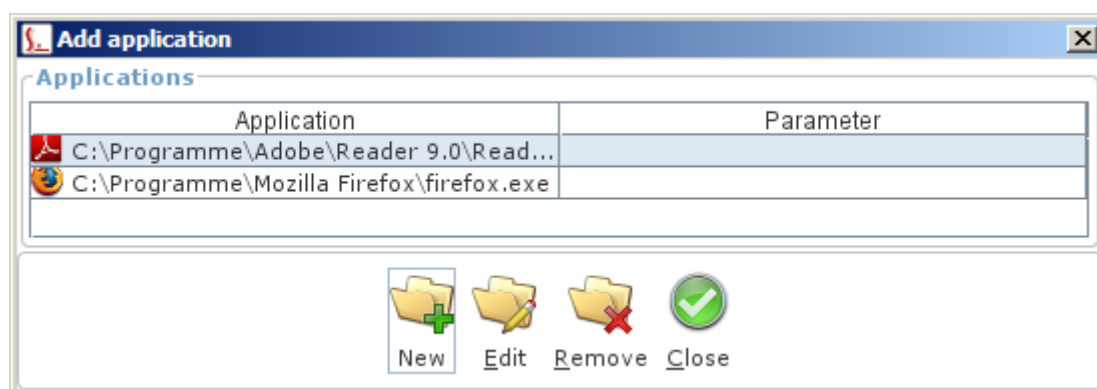 Add application
Applications
Application Parameter
C:\Programme\Adobe\Reader 9.0\Read...
C:\Programme\Mozilla Firefox\firefox.exe
New Edit Remove Close